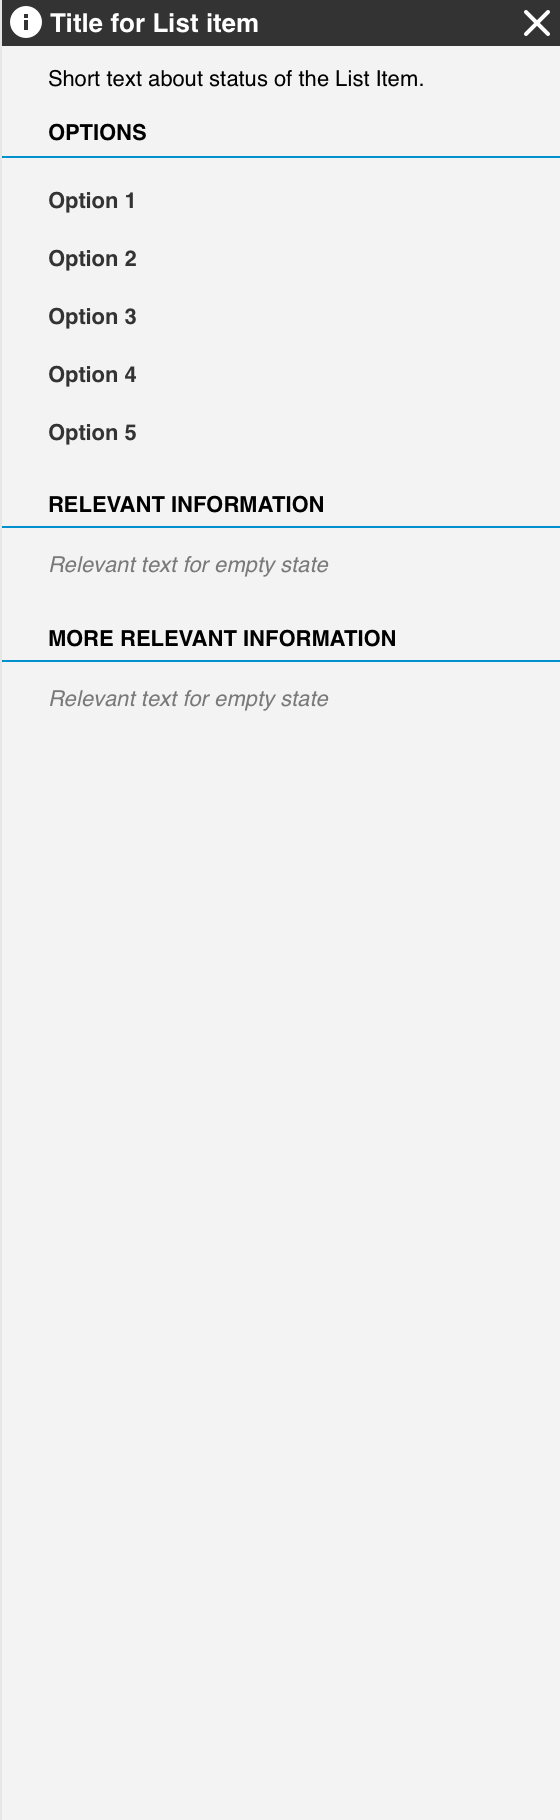 Title for List item
Short text about status of the List Item.
OPTIONS
Option 1
Option 2
Option 3
Option 4
Option 5
RELEVANT INFORMATION
Relevant text for empty state
MORE RELEVANT INFORMATION
Relevant text for empty state